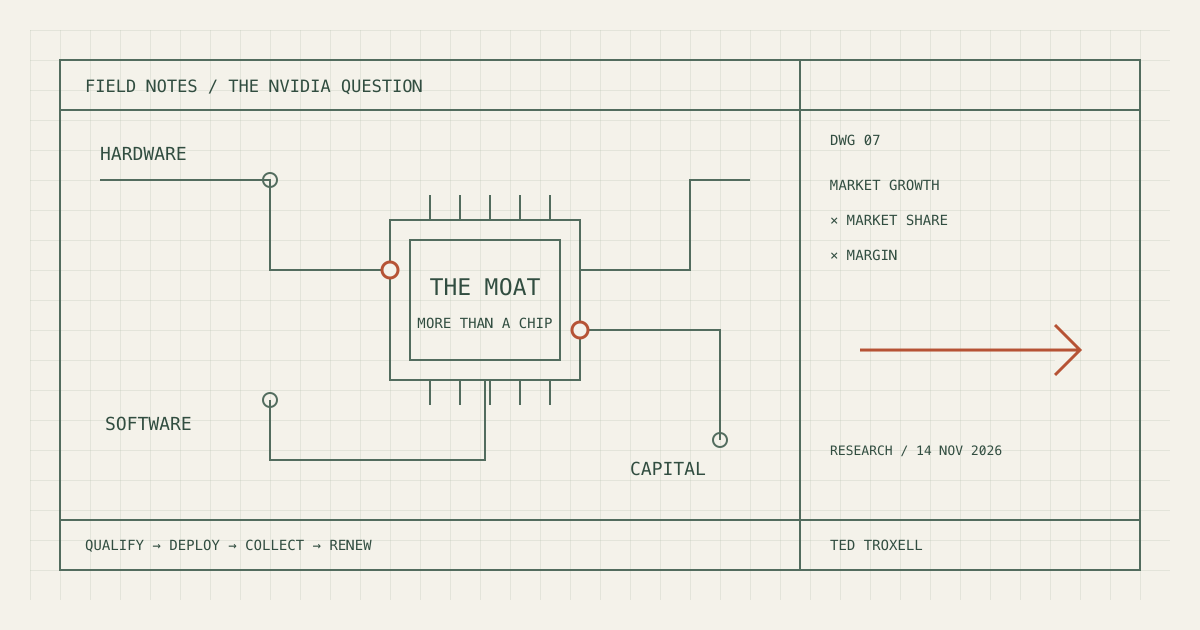 FIELD NOTES / THE NVIDIA QUESTION
HARDWARE
THE MOAT
MORE THAN A CHIP
SOFTWARE
CAPITAL
DWG 07
MARKET GROWTH
× MARKET SHARE
× MARGIN
RESEARCH / 14 NOV 2026
QUALIFY → DEPLOY → COLLECT → RENEW
TED TROXELL